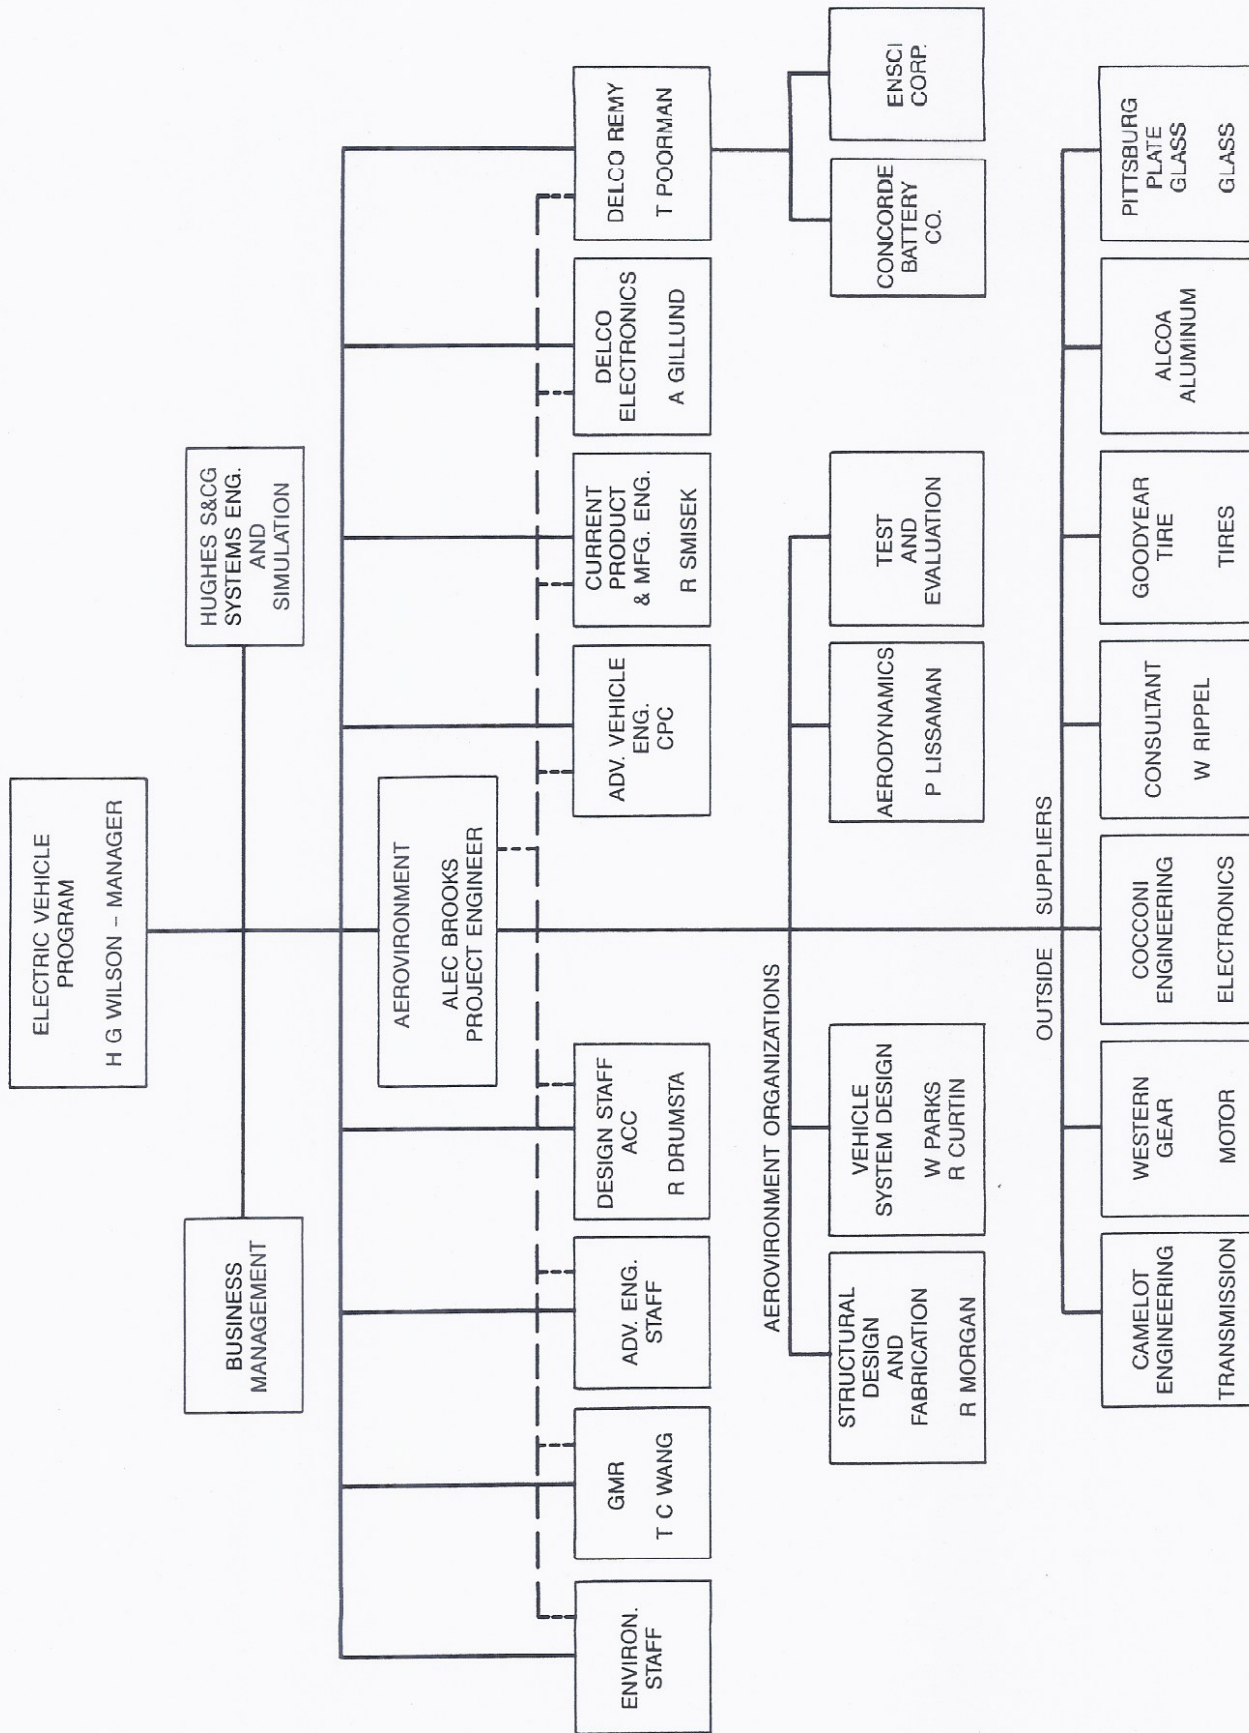 ELECTRIC VEHICLE
PROGRAM
H G WILSON – MANAGER
BUSINESS
MANAGEMENT
HUGHES S&CG
SYSTEMS ENG.
AND
SIMULATION
AEROVIRONMENT
ALEC BROOKS
PROJECT ENGINEER
ENVIRON.
STAFF
GMR
T C WANG
ADV. ENG.
STAFF
DESIGN STAFF
ACC
R DRUMSTA
ADV. VEHICLE
ENG.
CPC
CURRENT
PRODUCT
& MFG. ENG.
R SMISEK
DELCO
ELECTRONICS
A GILLUND
DELCO REMY
T POORMAN
AEROVIRONMENT ORGANIZATIONS
STRUCTURAL
DESIGN
AND
FABRICATION
R MORGAN
VEHICLE
SYSTEM DESIGN
W PARKS
R CURTIN
AERODYNAMICS
P LISSAMAN
TEST
AND
EVALUATION
CONCORDE
BATTERY
CO.
ENSCI
CORP.
OUTSIDE SUPPLIERS
CAMELOT
ENGINEERING
TRANSMISSION
WESTERN
GEAR
MOTOR
COCCONI
ENGINEERING
ELECTRONICS
CONSULTANT
W RIPPEL
GOODYEAR
TIRE
TIRES
ALCOA
ALUMINUM
PITTSBURG
PLATE
GLASS
GLASS